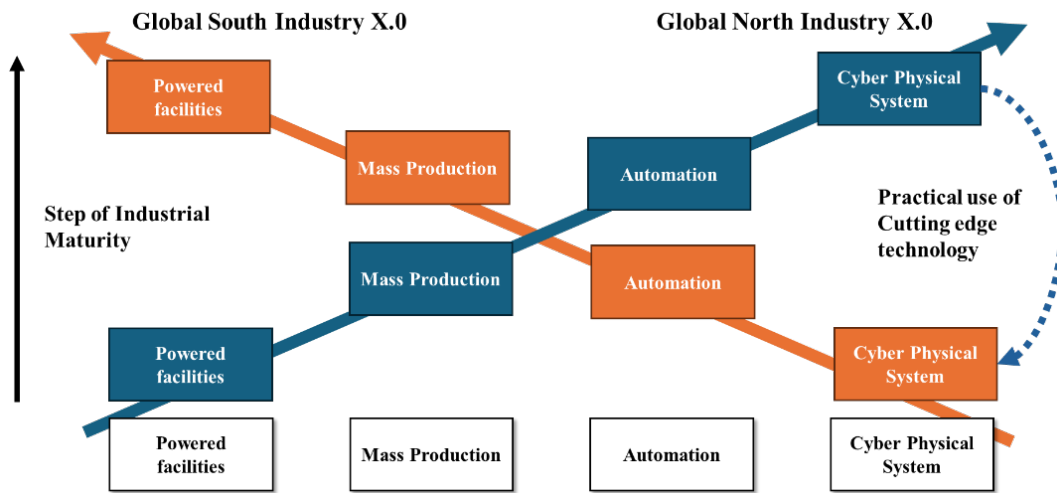 Global South Industry X.0
Global North Industry X.0
Powered
facilities
Cyber Physical
System
Mass Production
Automation
Step of Industrial
Maturity
Practical use of
Cutting edge
technology
Mass Production
Automation
Powered
facilities
Cyber Physical
System
Powered
facilities
Mass Production
Automation
Cyber Physical
System